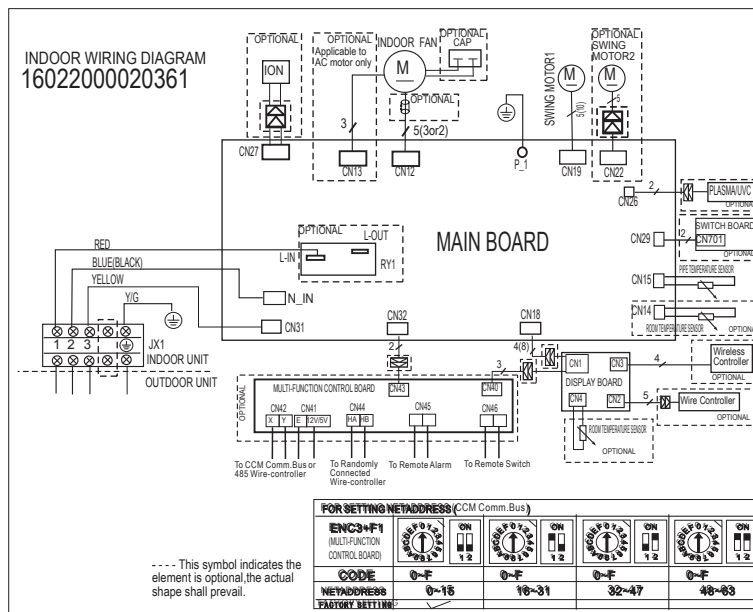 INDOOR WIRING DIAGRAM
16022000020361
OPTIONAL
ION
CN27
OPTIONAL
Applicable to
AC motor only
3
CN13
INDOOR FAN
M
OPTIONAL
CAP
OPTIONAL
5(3or2)
CN12
P_1
SWING MOTOR1
M
5(10)
CN19
OPTIONAL
SWING
MOTOR2
M
5
CN22
CN26
2
PLASMA/UVC
OPTIONAL
CN29
2
SWITCH BOARD
CN701
OPTIONAL
CN15
PIPE TEMPERATURE SENSOR
CN14
ROOM TEMPERATURE SENSOR
OPTIONAL
MAIN BOARD
OPTIONAL
L-OUT
L-IN
RY1
RED
BLUE(BLACK)
YELLOW
Y/G
N_IN
CN31
1 2 3
JX1
INDOOR UNIT
OUTDOOR UNIT
CN32
2
CN18
4(8)
3
OPTIONAL
MULTI-FUNCTION CONTROL BOARD
CN43
CN40
CN42
CN41
CN44
CN45
CN46
X Y E 12V/5V
HA HB
To CCM Comm.Bus or
485 Wire-controller
To Randomly
Connected
Wire-controller
To Remote Alarm
To Remote Switch
CN1
CN3
DISPLAY BOARD
CN4
CN2
4
Wireless
Controller
OPTIONAL
5
Wire Controller
OPTIONAL
ROOM TEMPERATURE SENSOR
OPTIONAL
- - - - This symbol indicates the
element is optional,the actual
shape shall prevail.
FOR SETTING NETADDRESS (CCM Comm.Bus)
ENC3+F1
(MULTI-FUNCTION
CONTROL BOARD)
ON
1 2
ON
1 2
ON
1 2
ON
1 2
CODE 0~F 0~F 0~F 0~F
NETADDRESS 0~15 16~31 32~47 48~63
FACTORY SETTING